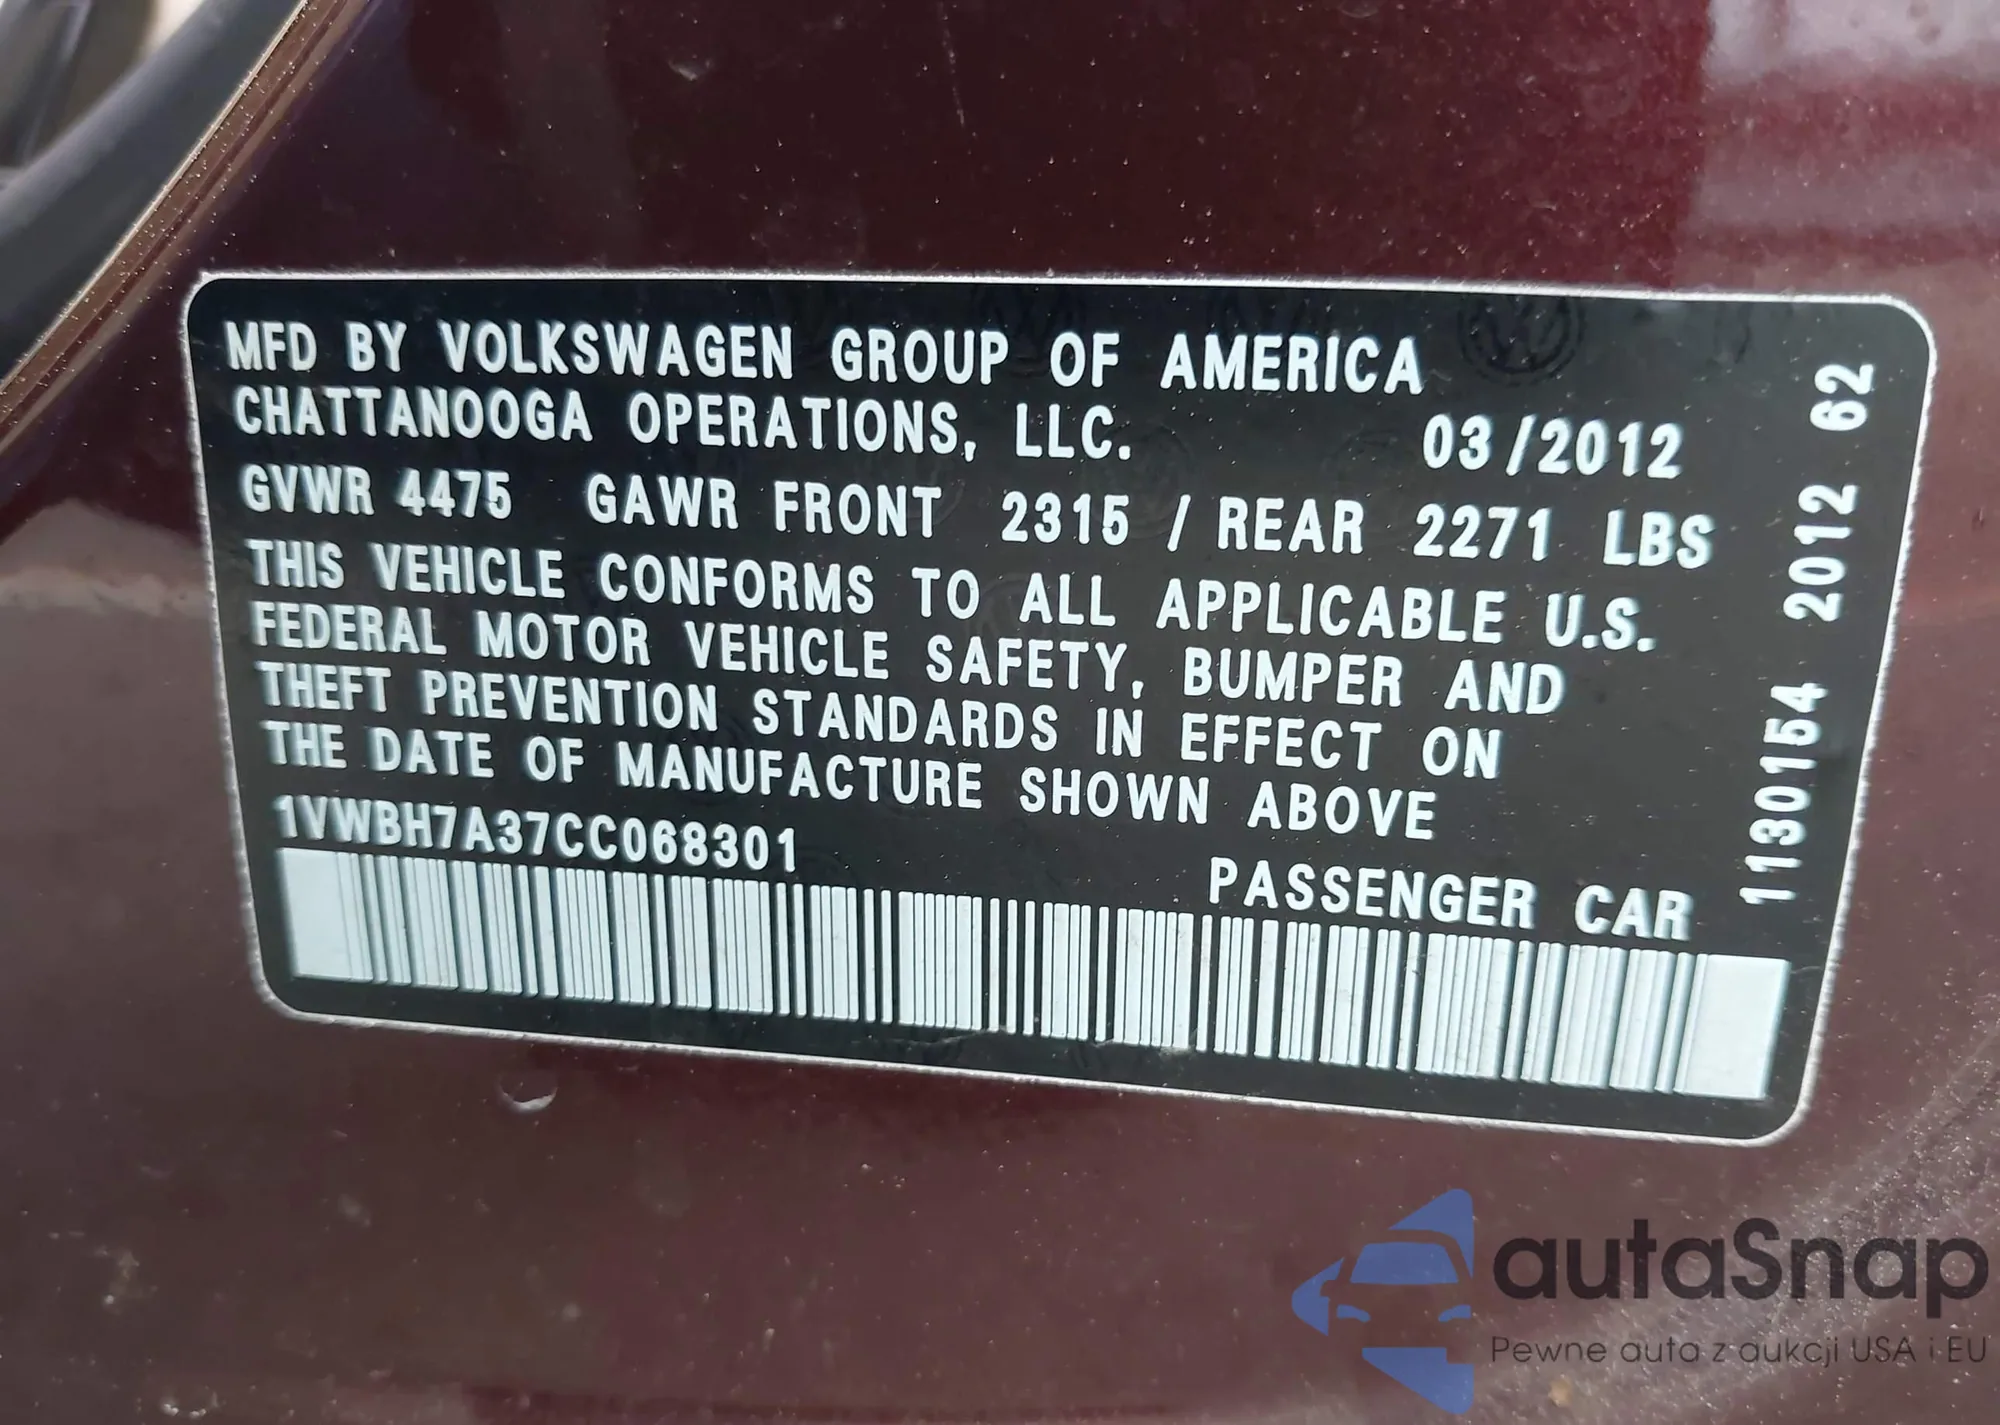 MFD BY VOLKSWAGEN GROUP OF AMERICA
CHATTANOOGA OPERATIONS, LLC. 03/2012
GVWR 4475 GAWR FRONT 2315 / REAR 2271 LBS
THIS VEHICLE CONFORMS TO ALL APPLICABLE U.S.
FEDERAL MOTOR VEHICLE SAFETY, BUMPER AND
THEFT PREVENTION STANDARDS IN EFFECT ON
THE DATE OF MANUFACTURE SHOWN ABOVE
1VWBH7A37CC068301
PASSENGER CAR
1130154 2012 62
autaSnap
Pewne auta z aukcji USA i EU